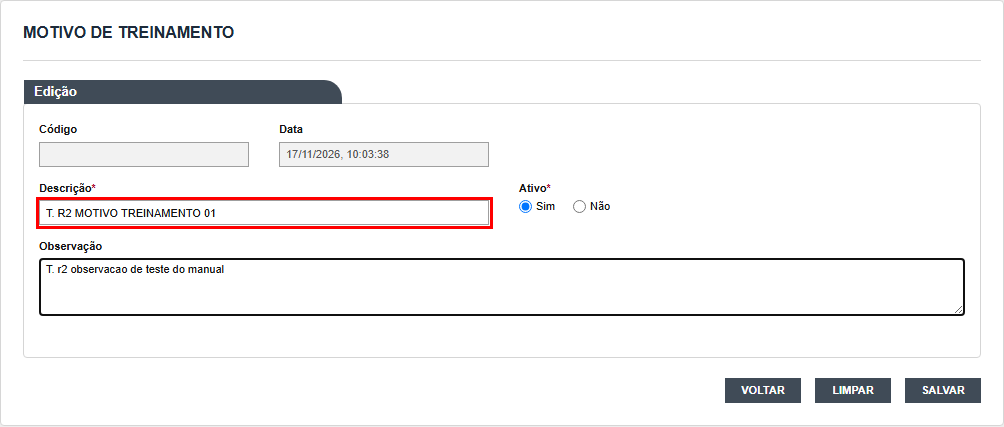 MOTIVO DE TREINAMENTO
Edição
Código
Data
17/11/2026, 10:03:38
Descrição*
Ativo*
T. R2 MOTIVO TREINAMENTO 01
Sim
Não
Observação
T. r2 observacao de teste do manual
VOLTAR
LIMPAR
SALVAR